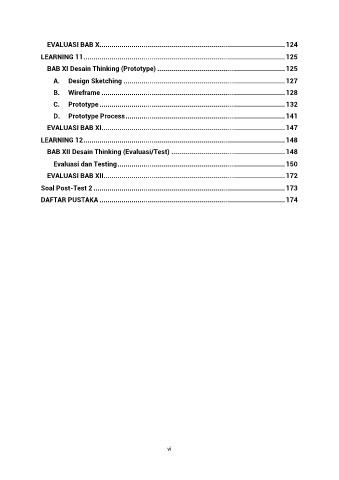 EVALUASI BAB X ........ 124
LEARNING 11 ........ 125
BAB XI Desain Thinking (Prototype) ........ 125
A. Design Sketching ........ 127
B. Wireframe ........ 128
C. Prototype ........ 132
D. Prototype Process ........ 141
EVALUASI BAB XI ........ 147
LEARNING 12 ........ 148
BAB XII Desain Thinking (Evaluasi/Test) ........ 148
Evaluasi dan Testing ........ 150
EVALUASI BAB XII ........ 172
Soal Post-Test 2 ........ 173
DAFTAR PUSTAKA ........ 174
vi